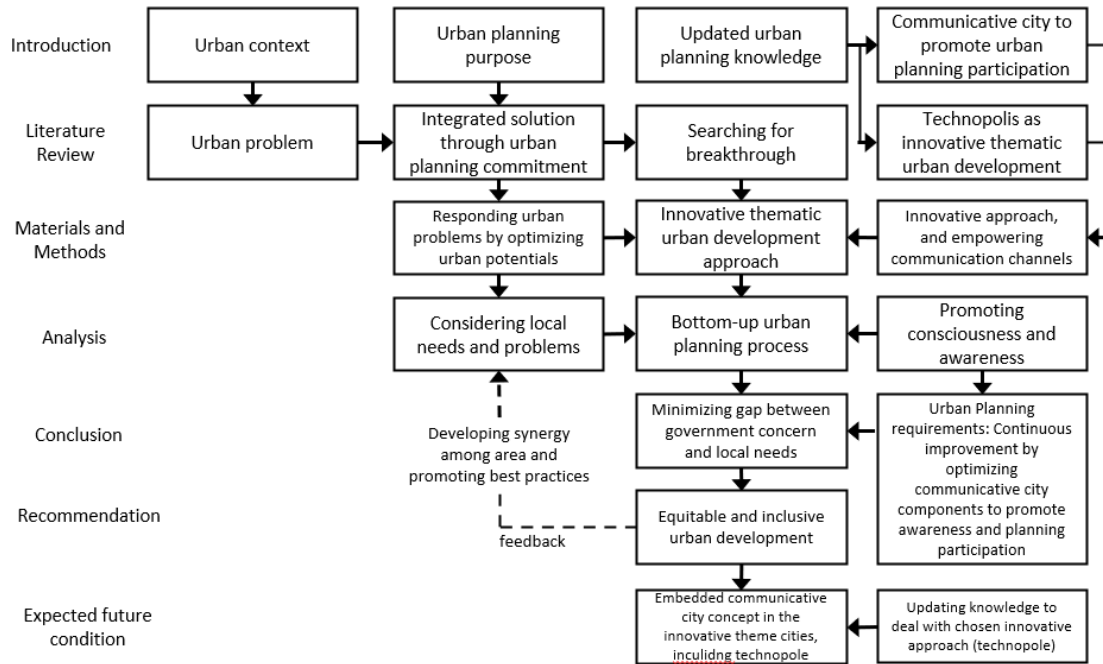 Introduction
Urban context
Urban planning
purpose
Updated urban
planning knowledge
Communicative city to
promote urban
planning participation
Literature
Review
Urban problem
Integrated solution
through urban
planning commitment
Searching for
breakthrough
Technopolis as
innovative thematic
urban development
Materials and
Methods
Responding urban
problems by optimizing
urban potentials
Innovative thematic
urban development
approach
Innovative approach,
and empowering
communication channels
Analysis
Considering local
needs and problems
Bottom-up urban
planning process
Promoting
consciousness and
awareness
Conclusion
Developing synergy
among area and
promoting best practices
Minimizing gap between
government concern
and local needs
Urban Planning
requirements: Continuous
improvement by
optimizing
communicative city
components to promote
awareness and planning
participation
Recommendation
feedback
Equitable and inclusive
urban development
Expected future
condition
Embedded communicative
city concept in the
innovative theme cities,
inculidng technopole
Updating knowledge to
deal with chosen innovative
approach (technopole)